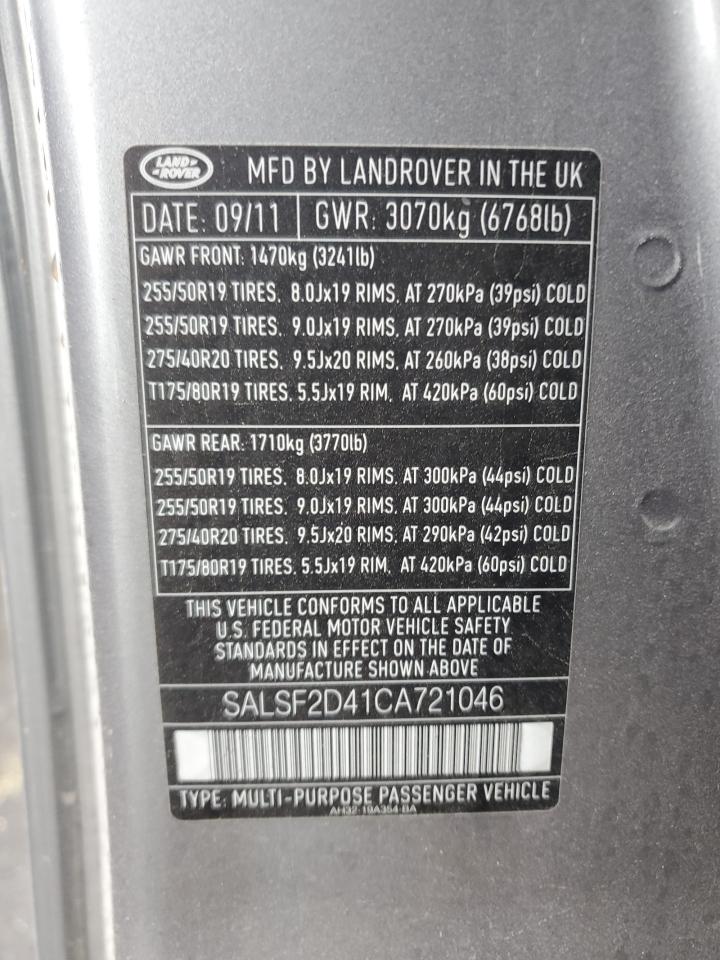 LAND ROVER MFD BY LANDROVER IN THE UK
DATE: 09/11 GWR: 3070kg (6768lb)
GAWR FRONT: 1470kg (3241lb)
255/50R19 TIRES, 8.0Jx19 RIMS, AT 270kPa (39psi) COLD
255/50R19 TIRES, 9.0Jx19 RIMS, AT 270kPa (39psi) COLD
275/40R20 TIRES, 9.5Jx20 RIMS, AT 260kPa (38psi) COLD
T175/80R19 TIRES, 5.5Jx19 RIM, AT 420kPa (60psi) COLD
GAWR REAR: 1710kg (3770lb)
255/50R19 TIRES, 8.0Jx19 RIMS, AT 300kPa (44psi) COLD
255/50R19 TIRES, 9.0Jx19 RIMS, AT 300kPa (44psi) COLD
275/40R20 TIRES, 9.5Jx20 RIMS, AT 290kPa (42psi) COLD
T175/80R19 TIRES, 5.5Jx19 RIM, AT 420kPa (60psi) COLD
THIS VEHICLE CONFORMS TO ALL APPLICABLE
U.S. FEDERAL MOTOR VEHICLE SAFETY
STANDARDS IN EFFECT ON THE DATE OF
MANUFACTURE SHOWN ABOVE
SALSF2D41CA721046
TYPE: MULTI-PURPOSE PASSENGER VEHICLE
AH32-19A354-BA